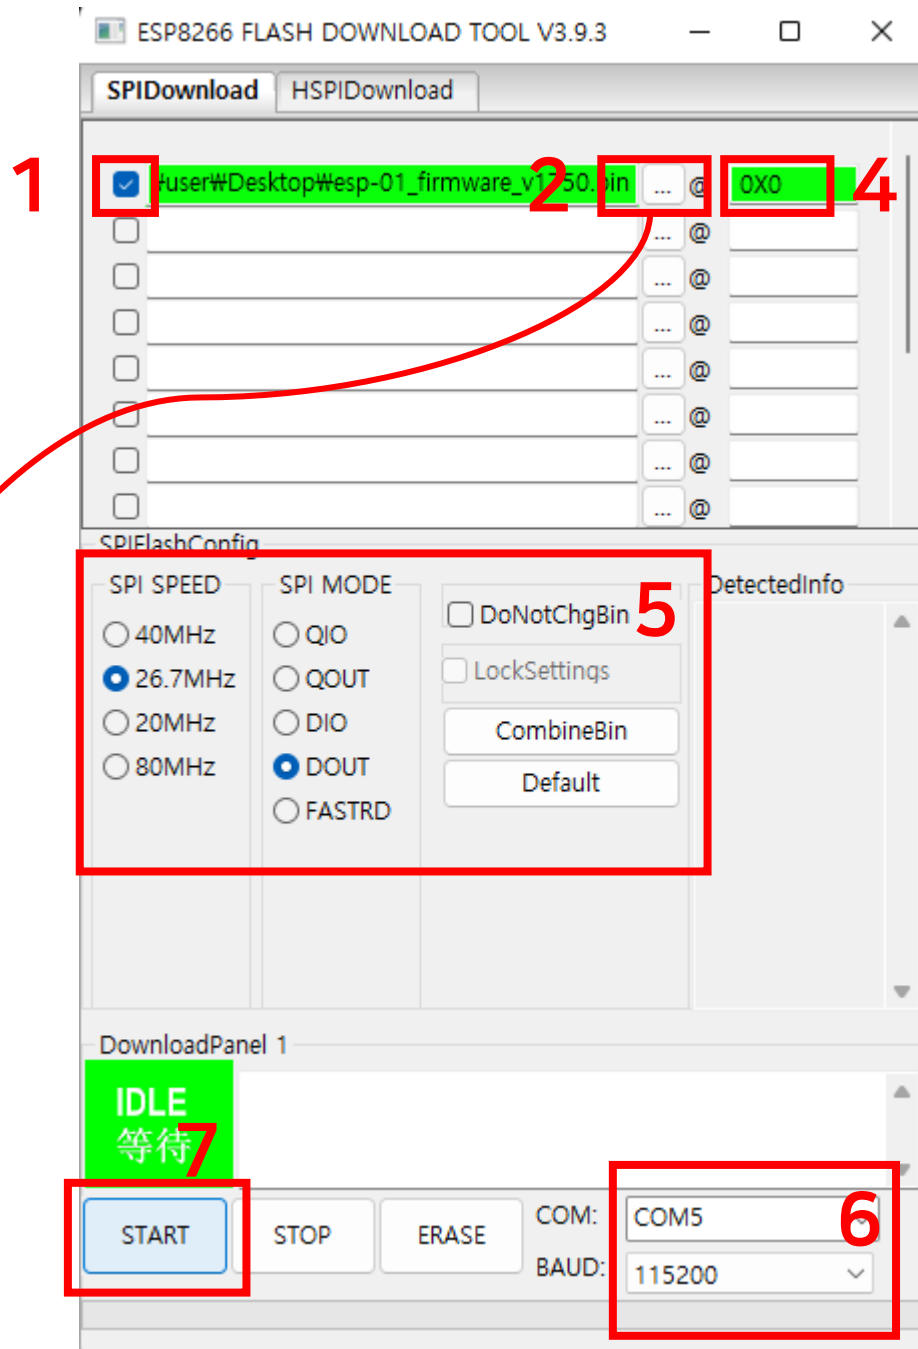 ESP8266 FLASH DOWNLOAD TOOL V3.9.3
SPIDownload HSPIDownload
1 ₩user₩Desktop₩esp-01_firmware_v1750.bin 2 ... @ 0X0 4
... @
... @
... @
... @
... @
... @
... @
SPIFlashConfig
SPI SPEED SPI MODE DetectedInfo
40MHz QIO DoNotChgBin 5
26.7MHz QOUT LockSettings
20MHz DIO CombineBin
80MHz DOUT Default
FASTRD
DownloadPanel 1
IDLE
等待
7
START STOP ERASE COM: COM5 6
BAUD: 115200